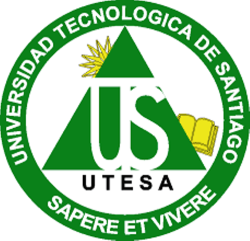 UNIVERSIDAD TECNOLOGICA DE SANTIAGO
US
UTESA
SAPERE ET VIVERE